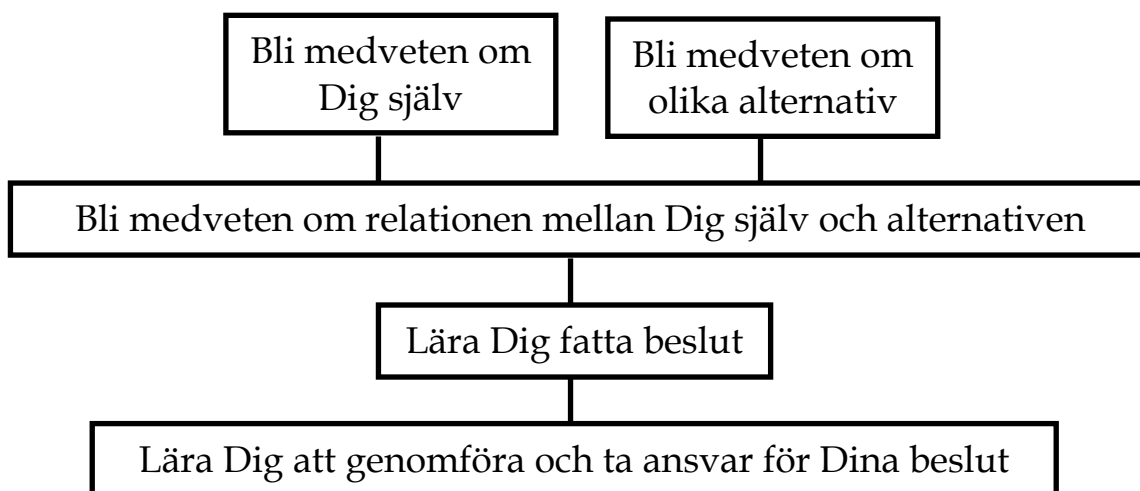 Bli medveten om
Dig själv
Bli medveten om
olika alternativ
Bli medveten om relationen mellan Dig själv och alternativen
Lära Dig fatta beslut
Lära Dig att genomföra och ta ansvar för Dina beslut